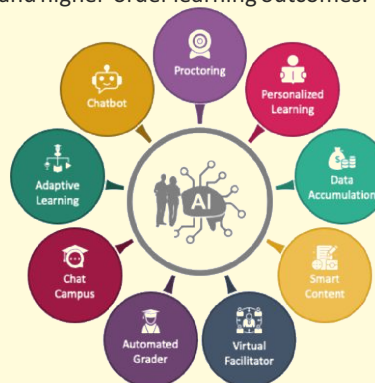 and higher-order learning outcomes.
Proctoring
Personalized
Learning
Data
Accumulation
Smart
Content
Virtual
Facilitator
Automated
Grader
Chat
Campus
Adaptive
Learning
Chatbot
AI